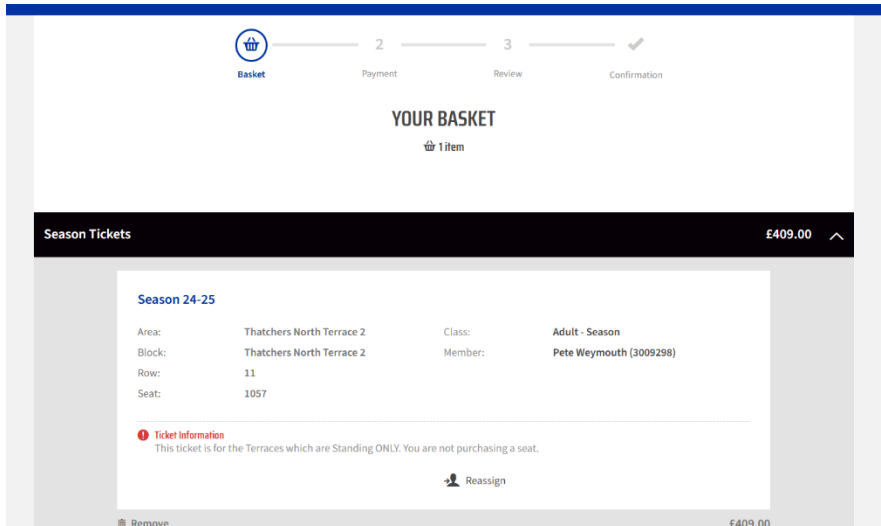 2
3
Basket
Payment
Review
Confirmation
YOUR BASKET
1 item
Season Tickets
£409.00
Season 24-25
Area:
Thatchers North Terrace 2
Class:
Adult - Season
Block:
Thatchers North Terrace 2
Member:
Pete Weymouth (3009298)
Row:
11
Seat:
1057
Ticket Information
This ticket is for the Terraces which are Standing ONLY. You are not purchasing a seat.
Reassign
Remove
£409.00